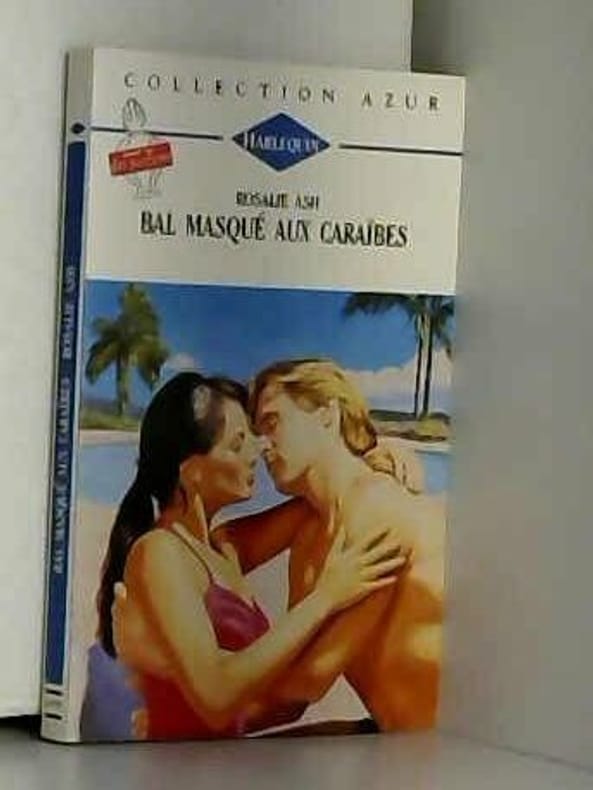 COLLECTION AZUR
HARLEQUIN
ROSALIE ASH
BAL MASQUÉ AUX CARAÏBES
BAL MASQUÉ AUX CARAÏBES ROSALIE ASH